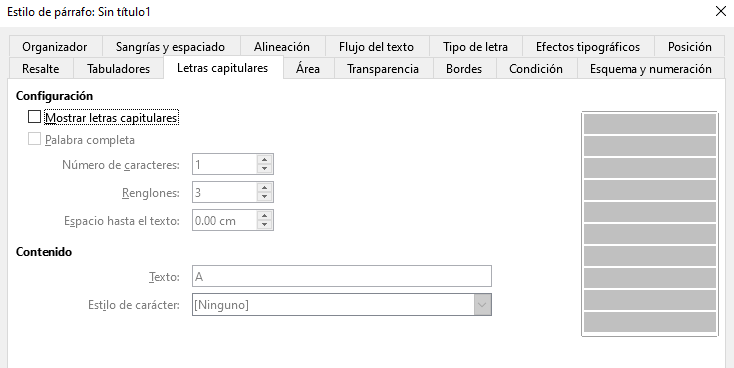 Estilo de párrafo: Sin título1
Organizador Sangrías y espaciado Alineación Flujo del texto Tipo de letra Efectos tipográficos Posición
Resalte Tabuladores Letras capitulares Área Transparencia Bordes Condición Esquema y numeración
Configuración
Mostrar letras capitulares
Palabra completa
Número de caracteres: 1
Renglones: 3
Espacio hasta el texto: 0.00 cm
Contenido
Texto: A
Estilo de carácter: [Ninguno]